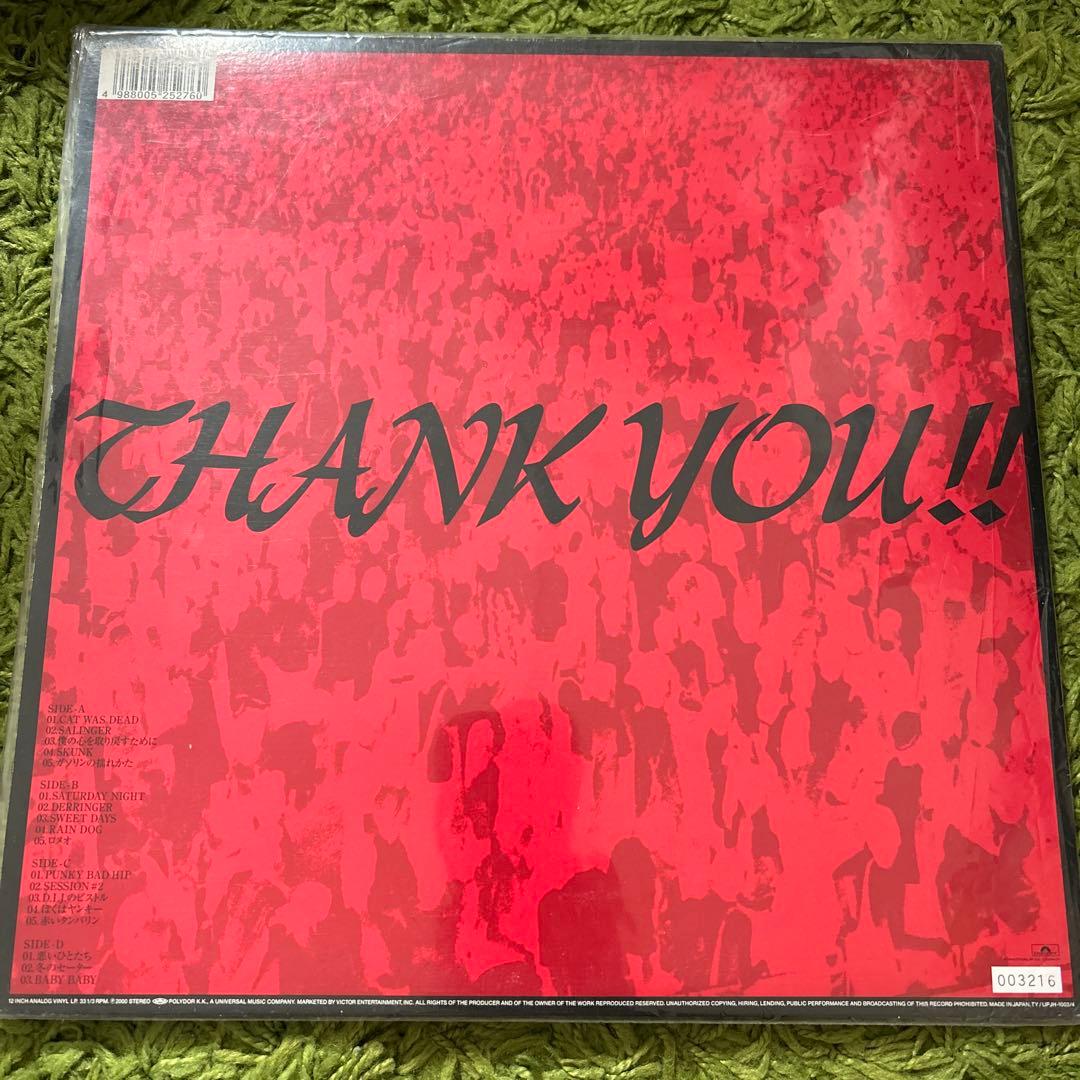 4 988005 252760
THANK YOU!!
SIDE-A
01.CAT WAS DEAD
02.SALINGER
03.僕の心を取り戻すために
04.SKUNK
05.ガソリンの揺れかた
SIDE-B
01.SATURDAY NIGHT
02.DERRINGER
03.SWEET DAYS
04.RAIN DOG
05.ロメオ
SIDE-C
01.PUNKY BAD HIP
02.SESSION#2
03.D.I.J.のピストル
04.ぼくはヤンキー
05.赤いタンバリン
SIDE-D
01.悪いひとたち
02.冬のセーター
03.BABY BABY
003216
12 INCH ANALOG VINYL LP. 33 1/3 RPM. ℗2000 STEREO POLYDOR K.K., A UNIVERSAL MUSIC COMPANY. MARKETED BY VICTOR ENTERTAINMENT, INC. ALL RIGHTS OF THE PRODUCER AND OF THE OWNER OF THE WORK REPRODUCED RESERVED. UNAUTHORIZED COPYING, HIRING, LENDING, PUBLIC PERFORMANCE AND BROADCASTING OF THIS RECORD PROHIBITED. MADE IN JAPAN. TY / UPJH-1003/4